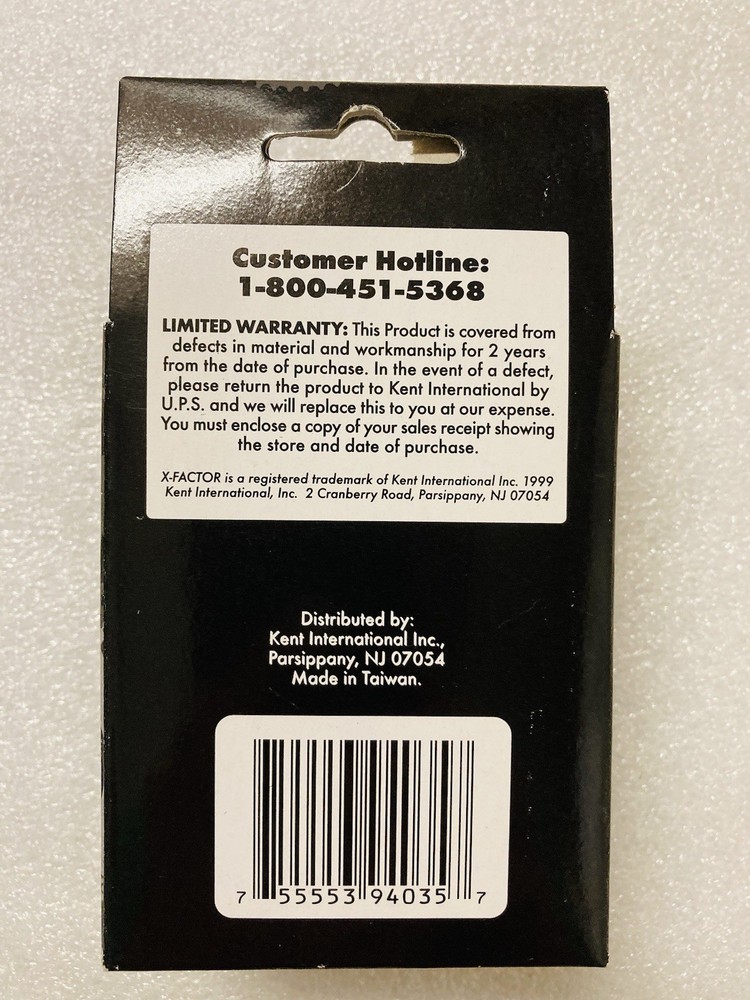 Customer Hotline:
1-800-451-5368
LIMITED WARRANTY: This Product is covered from
defects in material and workmanship for 2 years
from the date of purchase. In the event of a defect,
please return the product to Kent International by
U.P.S. and we will replace this to you at our expense.
You must enclose a copy of your sales receipt showing
the store and date of purchase.
X-FACTOR is a registered trademark of Kent International Inc. 1999
Kent International, Inc. 2 Cranberry Road, Parsippany, NJ 07054
Distributed by:
Kent International Inc.,
Parsippany, NJ 07054
Made in Taiwan.
7 55553 94035 7